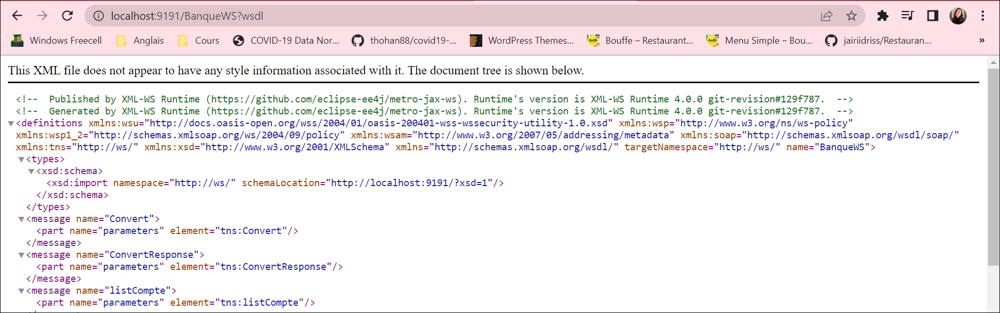 localhost:9191/BanqueWS?wsdl
Windows Freecell Anglais Cours COVID-19 Data Nor... thohan88/covid19-... WordPress Themes... Bouffe – Restaurant... Menu Simple – Bou... jairiidriss/Restauran... »
This XML file does not appear to have any style information associated with it. The document tree is shown below.
<!-- Published by XML-WS Runtime (https://github.com/eclipse-ee4j/metro-jax-ws). Runtime's version is XML-WS Runtime 4.0.0 git-revision#129f787. -->
<!-- Generated by XML-WS Runtime (https://github.com/eclipse-ee4j/metro-jax-ws). Runtime's version is XML-WS Runtime 4.0.0 git-revision#129f787. -->
<definitions xmlns:wsu="http://docs.oasis-open.org/wss/2004/01/oasis-200401-wss-wssecurity-utility-1.0.xsd" xmlns:wsp="http://www.w3.org/ns/ws-policy"
xmlns:wsp1_2="http://schemas.xmlsoap.org/ws/2004/09/policy" xmlns:wsam="http://www.w3.org/2007/05/addressing/metadata" xmlns:soap="http://schemas.xmlsoap.org/wsdl/soap/"
xmlns:tns="http://ws/" xmlns:xsd="http://www.w3.org/2001/XMLSchema" xmlns="http://schemas.xmlsoap.org/wsdl/" targetNamespace="http://ws/" name="BanqueWS">
<types>
<xsd:schema>
<xsd:import namespace="http://ws/" schemaLocation="http://localhost:9191/?xsd=1"/>
</xsd:schema>
</types>
<message name="Convert">
<part name="parameters" element="tns:Convert"/>
</message>
<message name="ConvertResponse">
<part name="parameters" element="tns:ConvertResponse"/>
</message>
<message name="listCompte">
<part name="parameters" element="tns:listCompte"/>